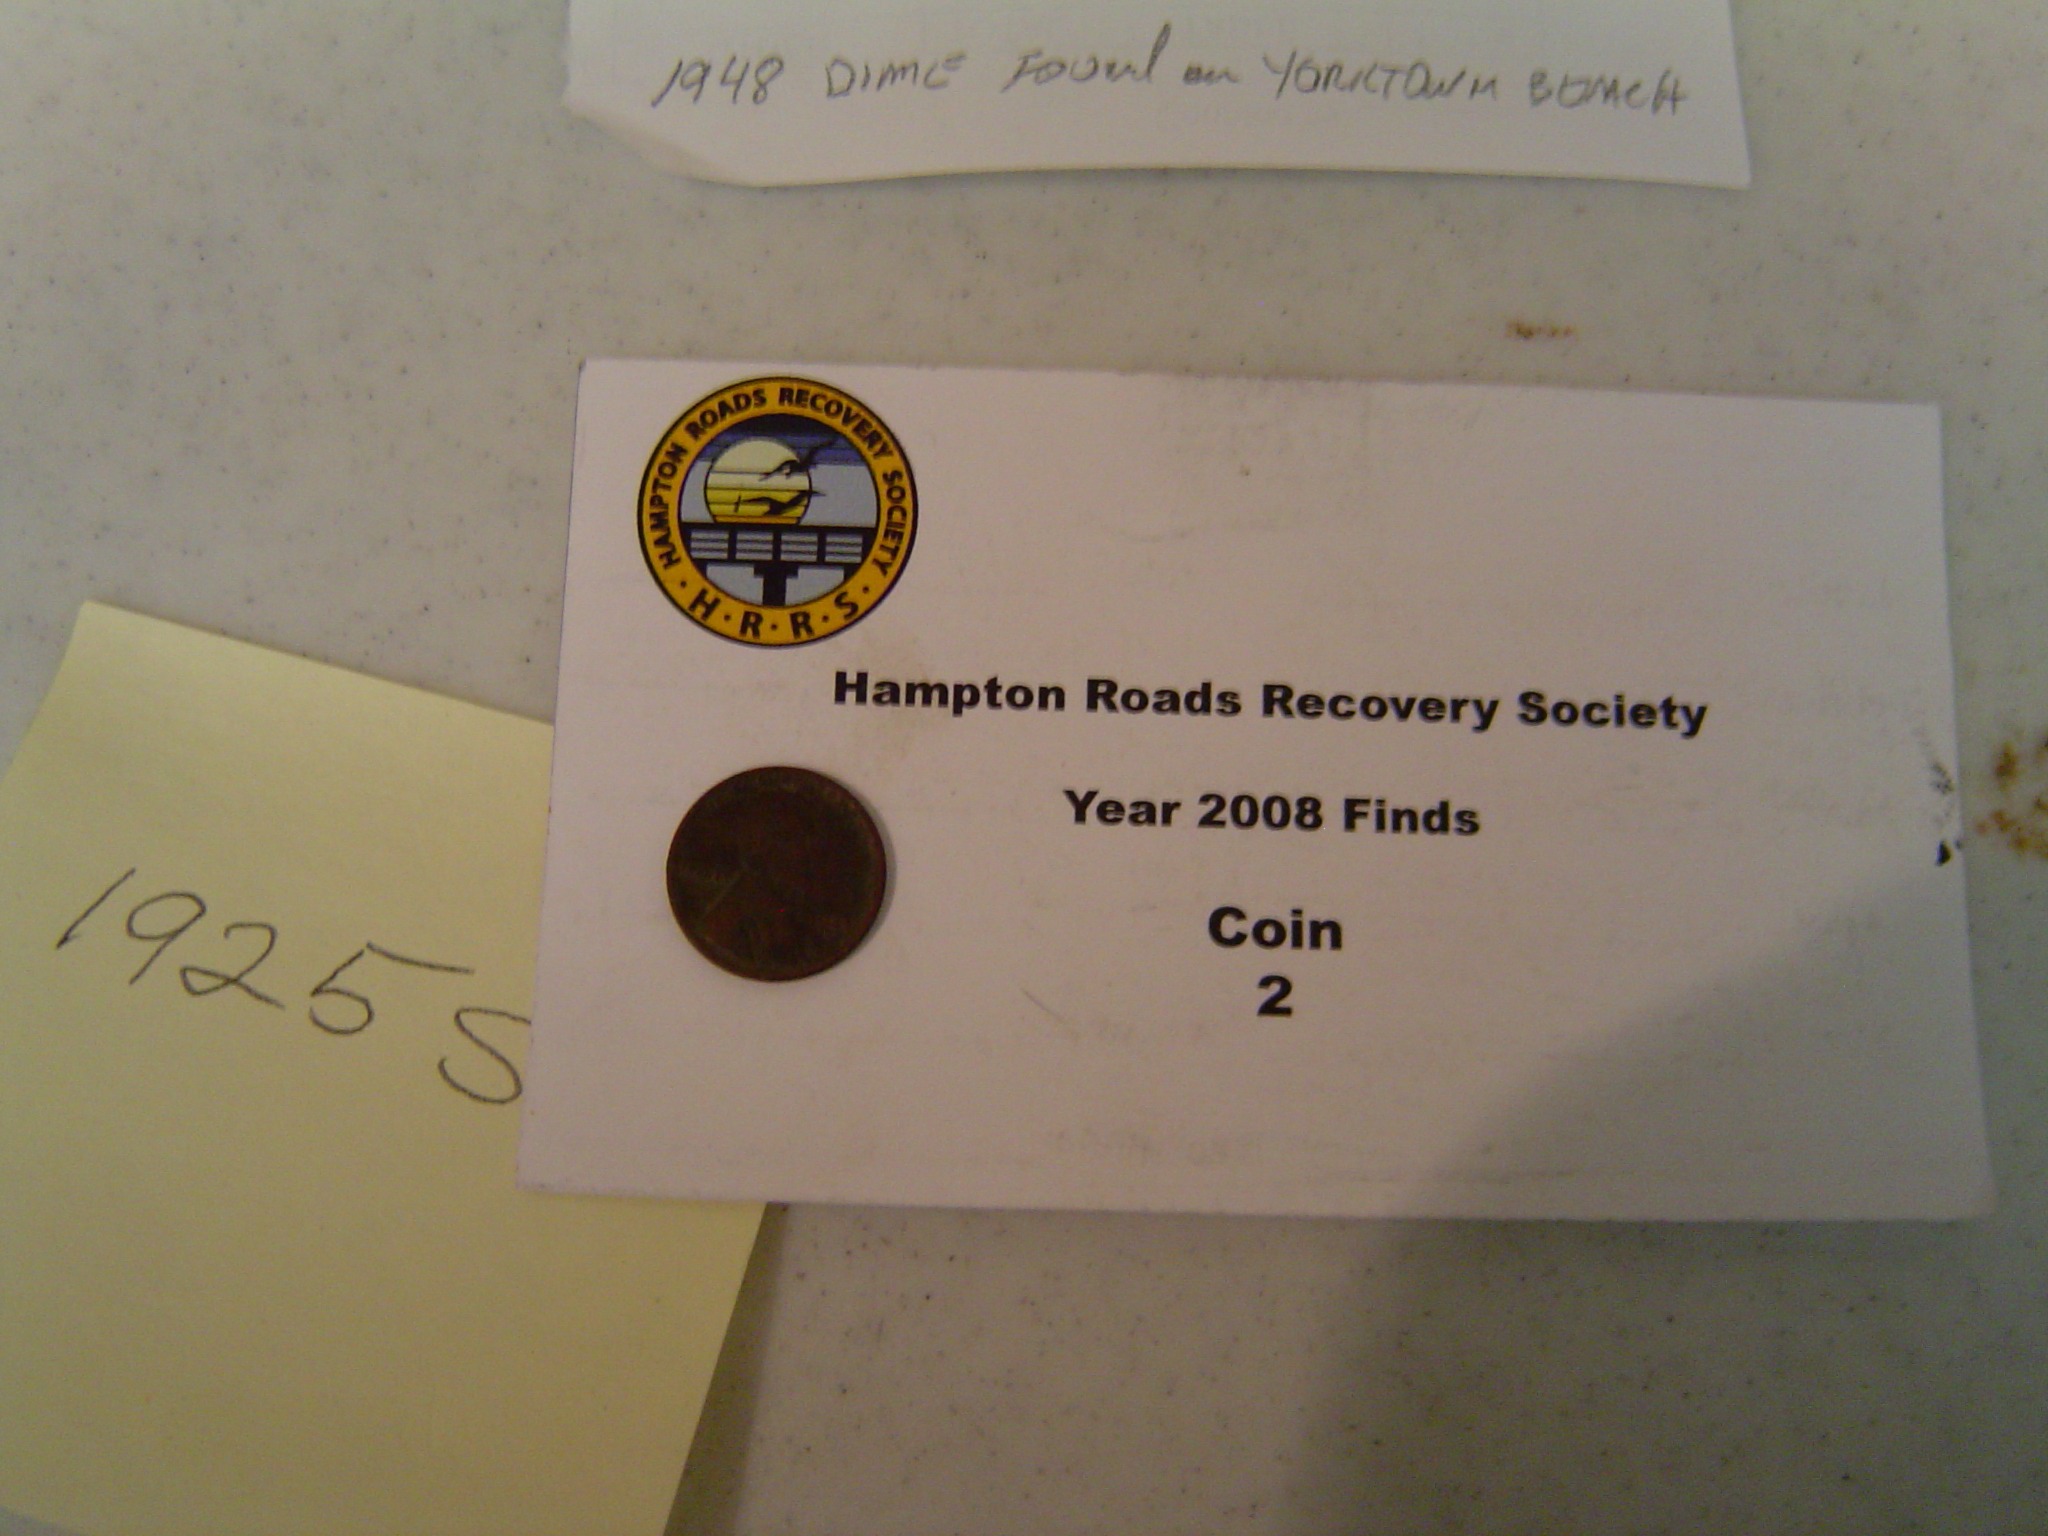 1948 DIME Found on YORKTOWN BEACH
HAMPTON ROADS RECOVERY SOCIETY
· H · R · R · S ·
Hampton Roads Recovery Society
Year 2008 Finds
Coin
2
1925 S